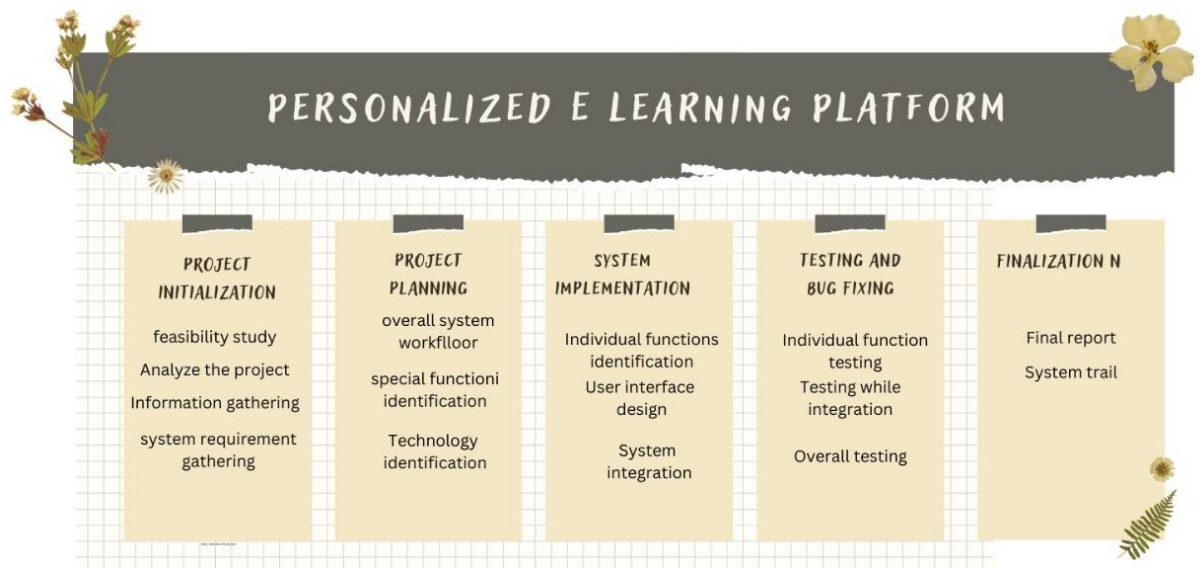 PERSONALIZED E LEARNING PLATFORM
PROJECT
INITIALIZATION
feasibility study
Analyze the project
Information gathering
system requirement
gathering
PROJECT
PLANNING
overall system
workflloor
special functioni
identification
Technology
identification
SYSTEM
IMPLEMENTATION
Individual functions
identification
User interface
design
System
integration
TESTING AND
BUG FIXING
Individual function
testing
Testing while
integration
Overall testing
FINALIZATION N
Final report
System trail